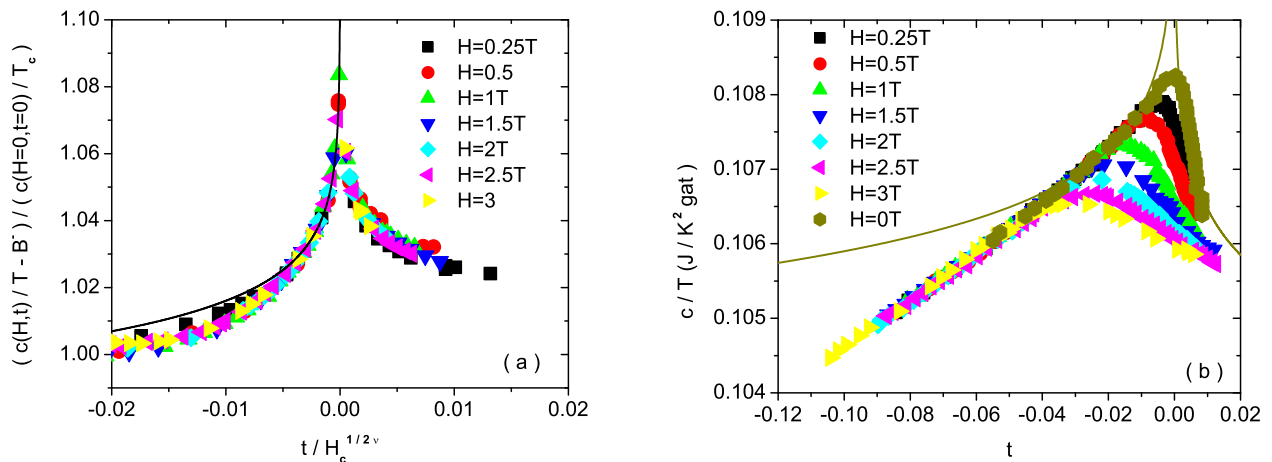 ( c(H,t) / T - B⁻ ) / ( c(H=0,t=0) / T_c )
1.10
1.08
1.06
1.04
1.02
1.00
H=0.25T
H=0.5
H=1T
H=1.5T
H=2T
H=2.5T
H=3
( a )
-0.02
-0.01
0.00
0.01
0.02
t / H_c^{1/2ν}
c / T (J / K² gat)
0.109
0.108
0.107
0.106
0.105
0.104
H=0.25T
H=0.5T
H=1T
H=1.5T
H=2T
H=2.5T
H=3T
H=0T
( b )
-0.12
-0.10
-0.08
-0.06
-0.04
-0.02
0.00
0.02
t